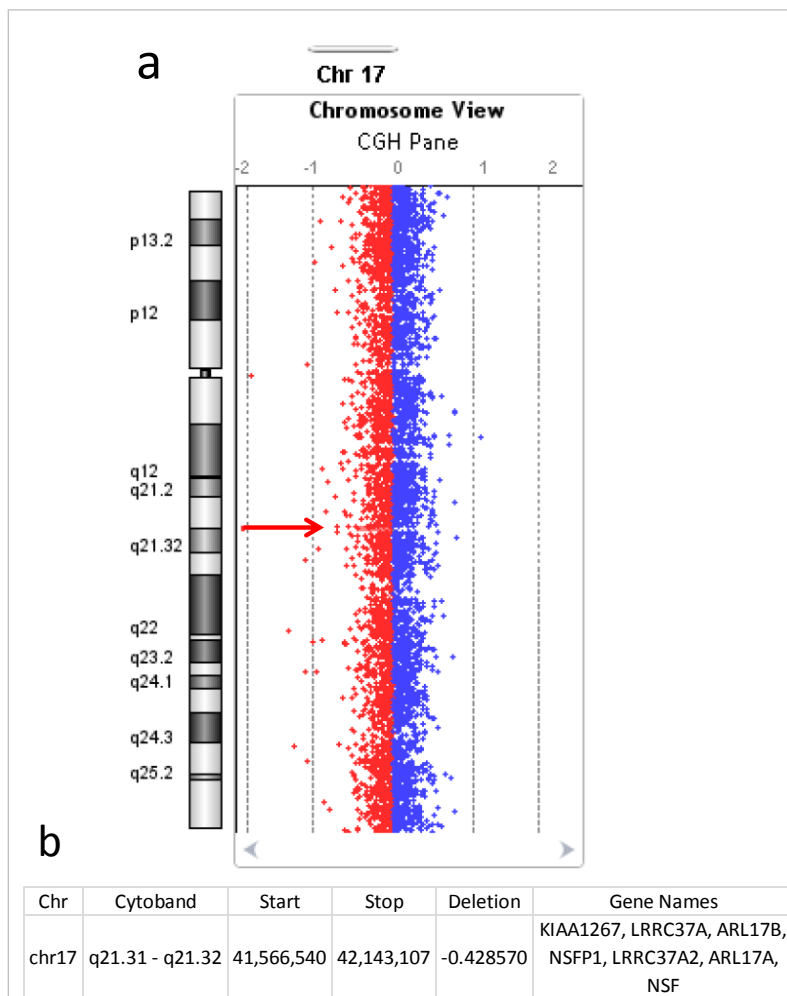 a
Chr 17
Chromosome View
CGH Pane
-2 -1 0 1 2
p13.2
p12
q12
q21.2
q21.32
q22
q23.2
q24.1
q24.3
q25.2
b
Chr Cytoband Start Stop Deletion Gene Names
chr17 q21.31 - q21.32 41,566,540 42,143,107 -0.428570 KIAA1267, LRRC37A, ARL17B,
NSFP1, LRRC37A2, ARL17A,
NSF